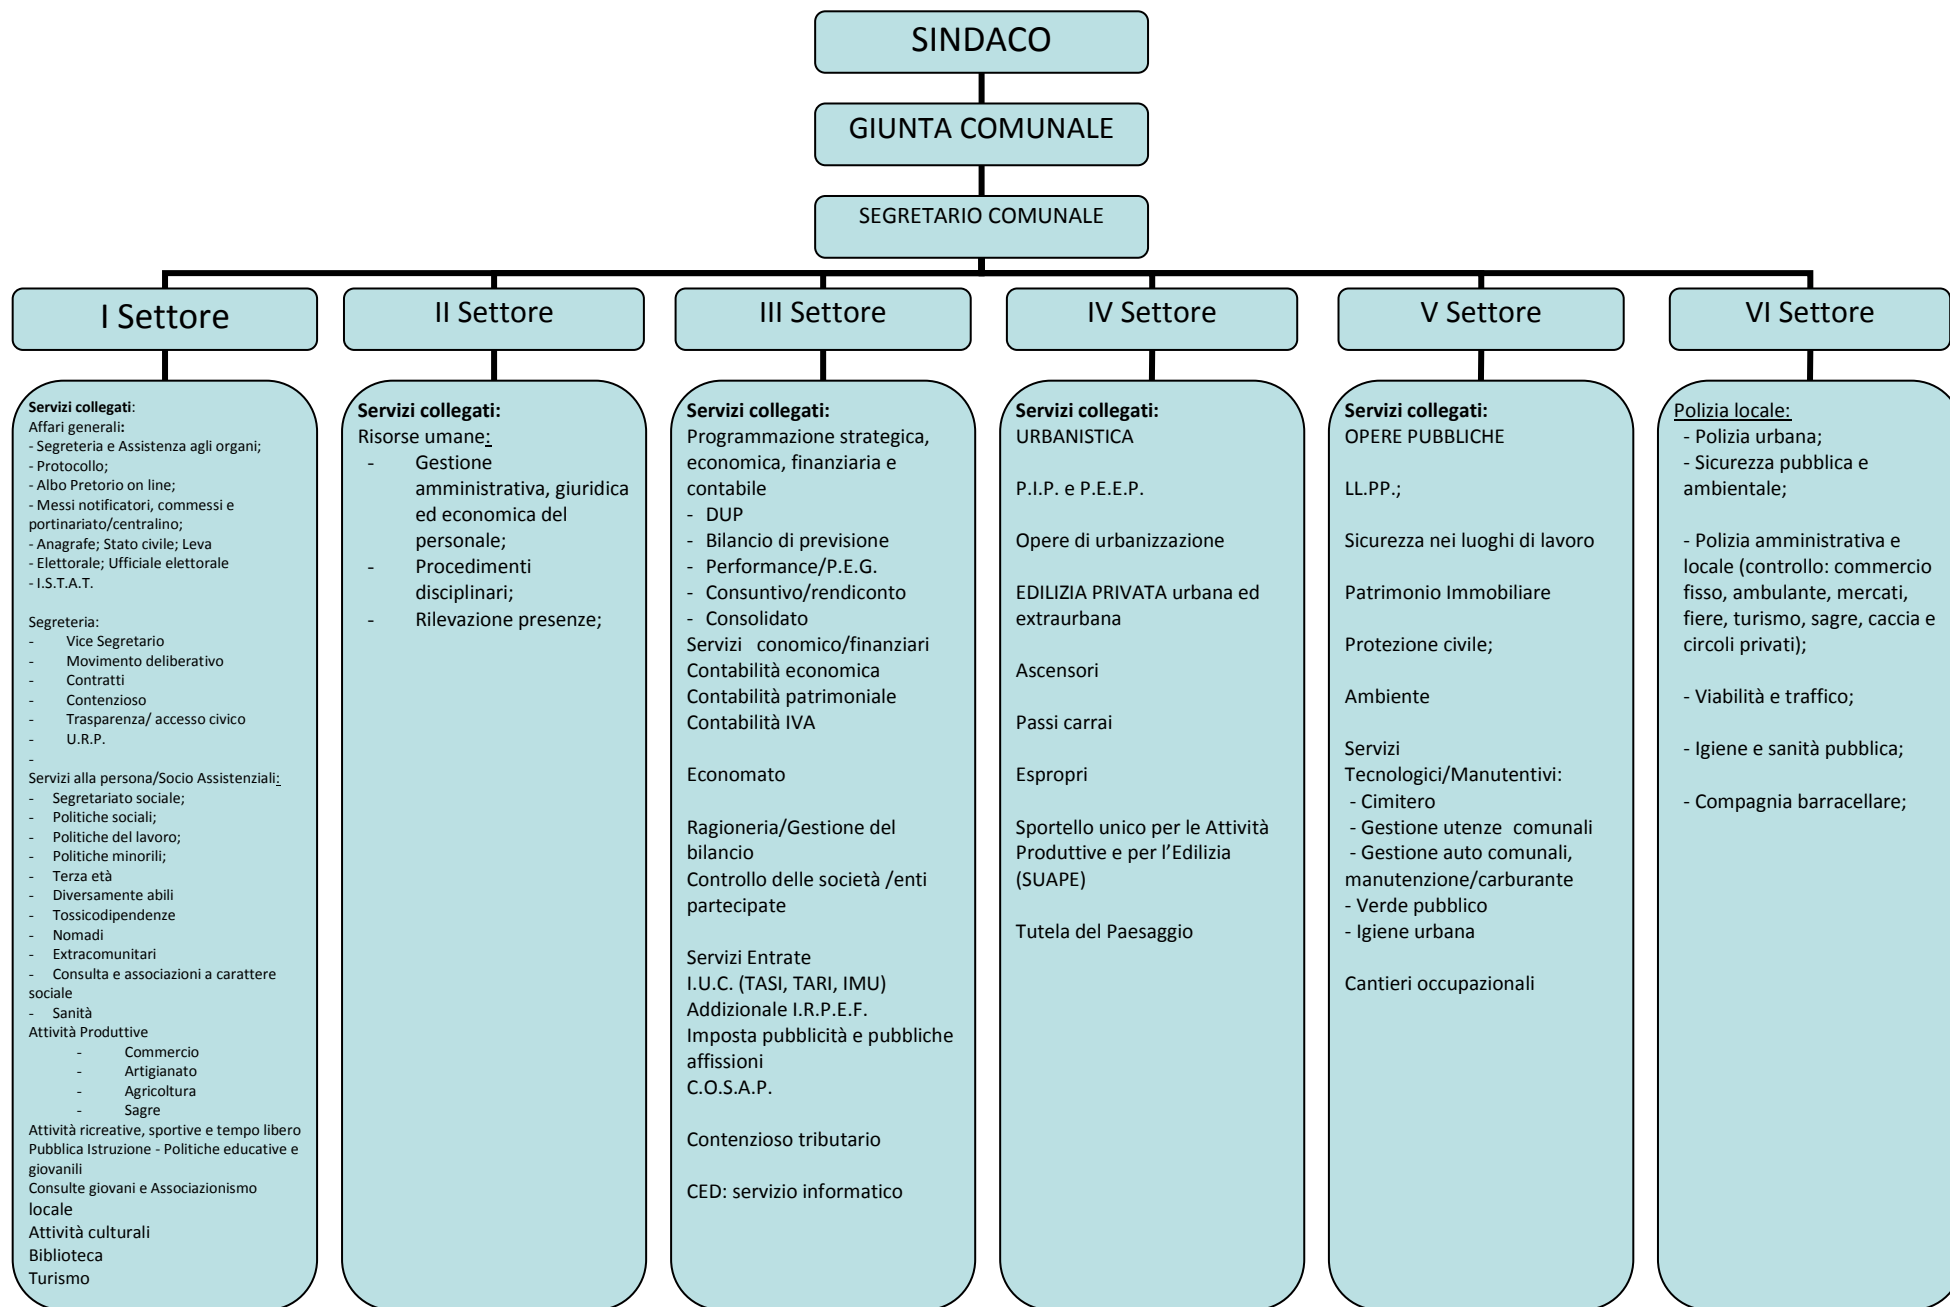 SINDACO
GIUNTA COMUNALE
SEGRETARIO COMUNALE
I Settore
II Settore
III Settore
IV Settore
V Settore
VI Settore
Servizi collegati:
Affari generali:
- Segreteria e Assistenza agli organi;
- Protocollo;
- Albo Pretorio on line;
- Messi notificatori, commessi e
portinariato/centralino;
- Anagrafe; Stato civile; Leva
- Elettorale; Ufficiale elettorale
- I.S.T.A.T.
Segreteria:
- Vice Segretario
- Movimento deliberativo
- Contratti
- Contenzioso
- Trasparenza/ accesso civico
- U.R.P.
-
Servizi alla persona/Socio Assistenziali:
- Segretariato sociale;
- Politiche sociali;
- Politiche del lavoro;
- Politiche minorili;
- Terza età
- Diversamente abili
- Tossicodipendenze
- Nomadi
- Extracomunitari
- Consulta e associazioni a carattere
sociale
- Sanità
Attività Produttive
- Commercio
- Artigianato
- Agricoltura
- Sagre
Attività ricreative, sportive e tempo libero
Pubblica Istruzione - Politiche educative e
giovanili
Consulte giovani e Associazionismo
locale
Attività culturali
Biblioteca
Turismo
Servizi collegati:
Risorse umane:
- Gestione
amministrativa, giuridica
ed economica del
personale;
- Procedimenti
disciplinari;
- Rilevazione presenze;
Servizi collegati:
Programmazione strategica,
economica, finanziaria e
contabile
- DUP
- Bilancio di previsione
- Performance/P.E.G.
- Consuntivo/rendiconto
- Consolidato
Servizi conomico/finanziari
Contabilità economica
Contabilità patrimoniale
Contabilità IVA
Economato
Ragioneria/Gestione del
bilancio
Controllo delle società /enti
partecipate
Servizi Entrate
I.U.C. (TASI, TARI, IMU)
Addizionale I.R.P.E.F.
Imposta pubblicità e pubbliche
affissioni
C.O.S.A.P.
Contenzioso tributario
CED: servizio informatico
Servizi collegati:
URBANISTICA
P.I.P. e P.E.E.P.
Opere di urbanizzazione
EDILIZIA PRIVATA urbana ed
extraurbana
Ascensori
Passi carrai
Espropri
Sportello unico per le Attività
Produttive e per l'Edilizia
(SUAPE)
Tutela del Paesaggio
Servizi collegati:
OPERE PUBBLICHE
LL.PP.;
Sicurezza nei luoghi di lavoro
Patrimonio Immobiliare
Protezione civile;
Ambiente
Servizi
Tecnologici/Manutentivi:
- Cimitero
- Gestione utenze comunali
- Gestione auto comunali,
manutenzione/carburante
- Verde pubblico
- Igiene urbana
Cantieri occupazionali
Polizia locale:
- Polizia urbana;
- Sicurezza pubblica e
ambientale;
- Polizia amministrativa e
locale (controllo: commercio
fisso, ambulante, mercati,
fiere, turismo, sagre, caccia e
circoli privati);
- Viabilità e traffico;
- Igiene e sanità pubblica;
- Compagnia barracellare;